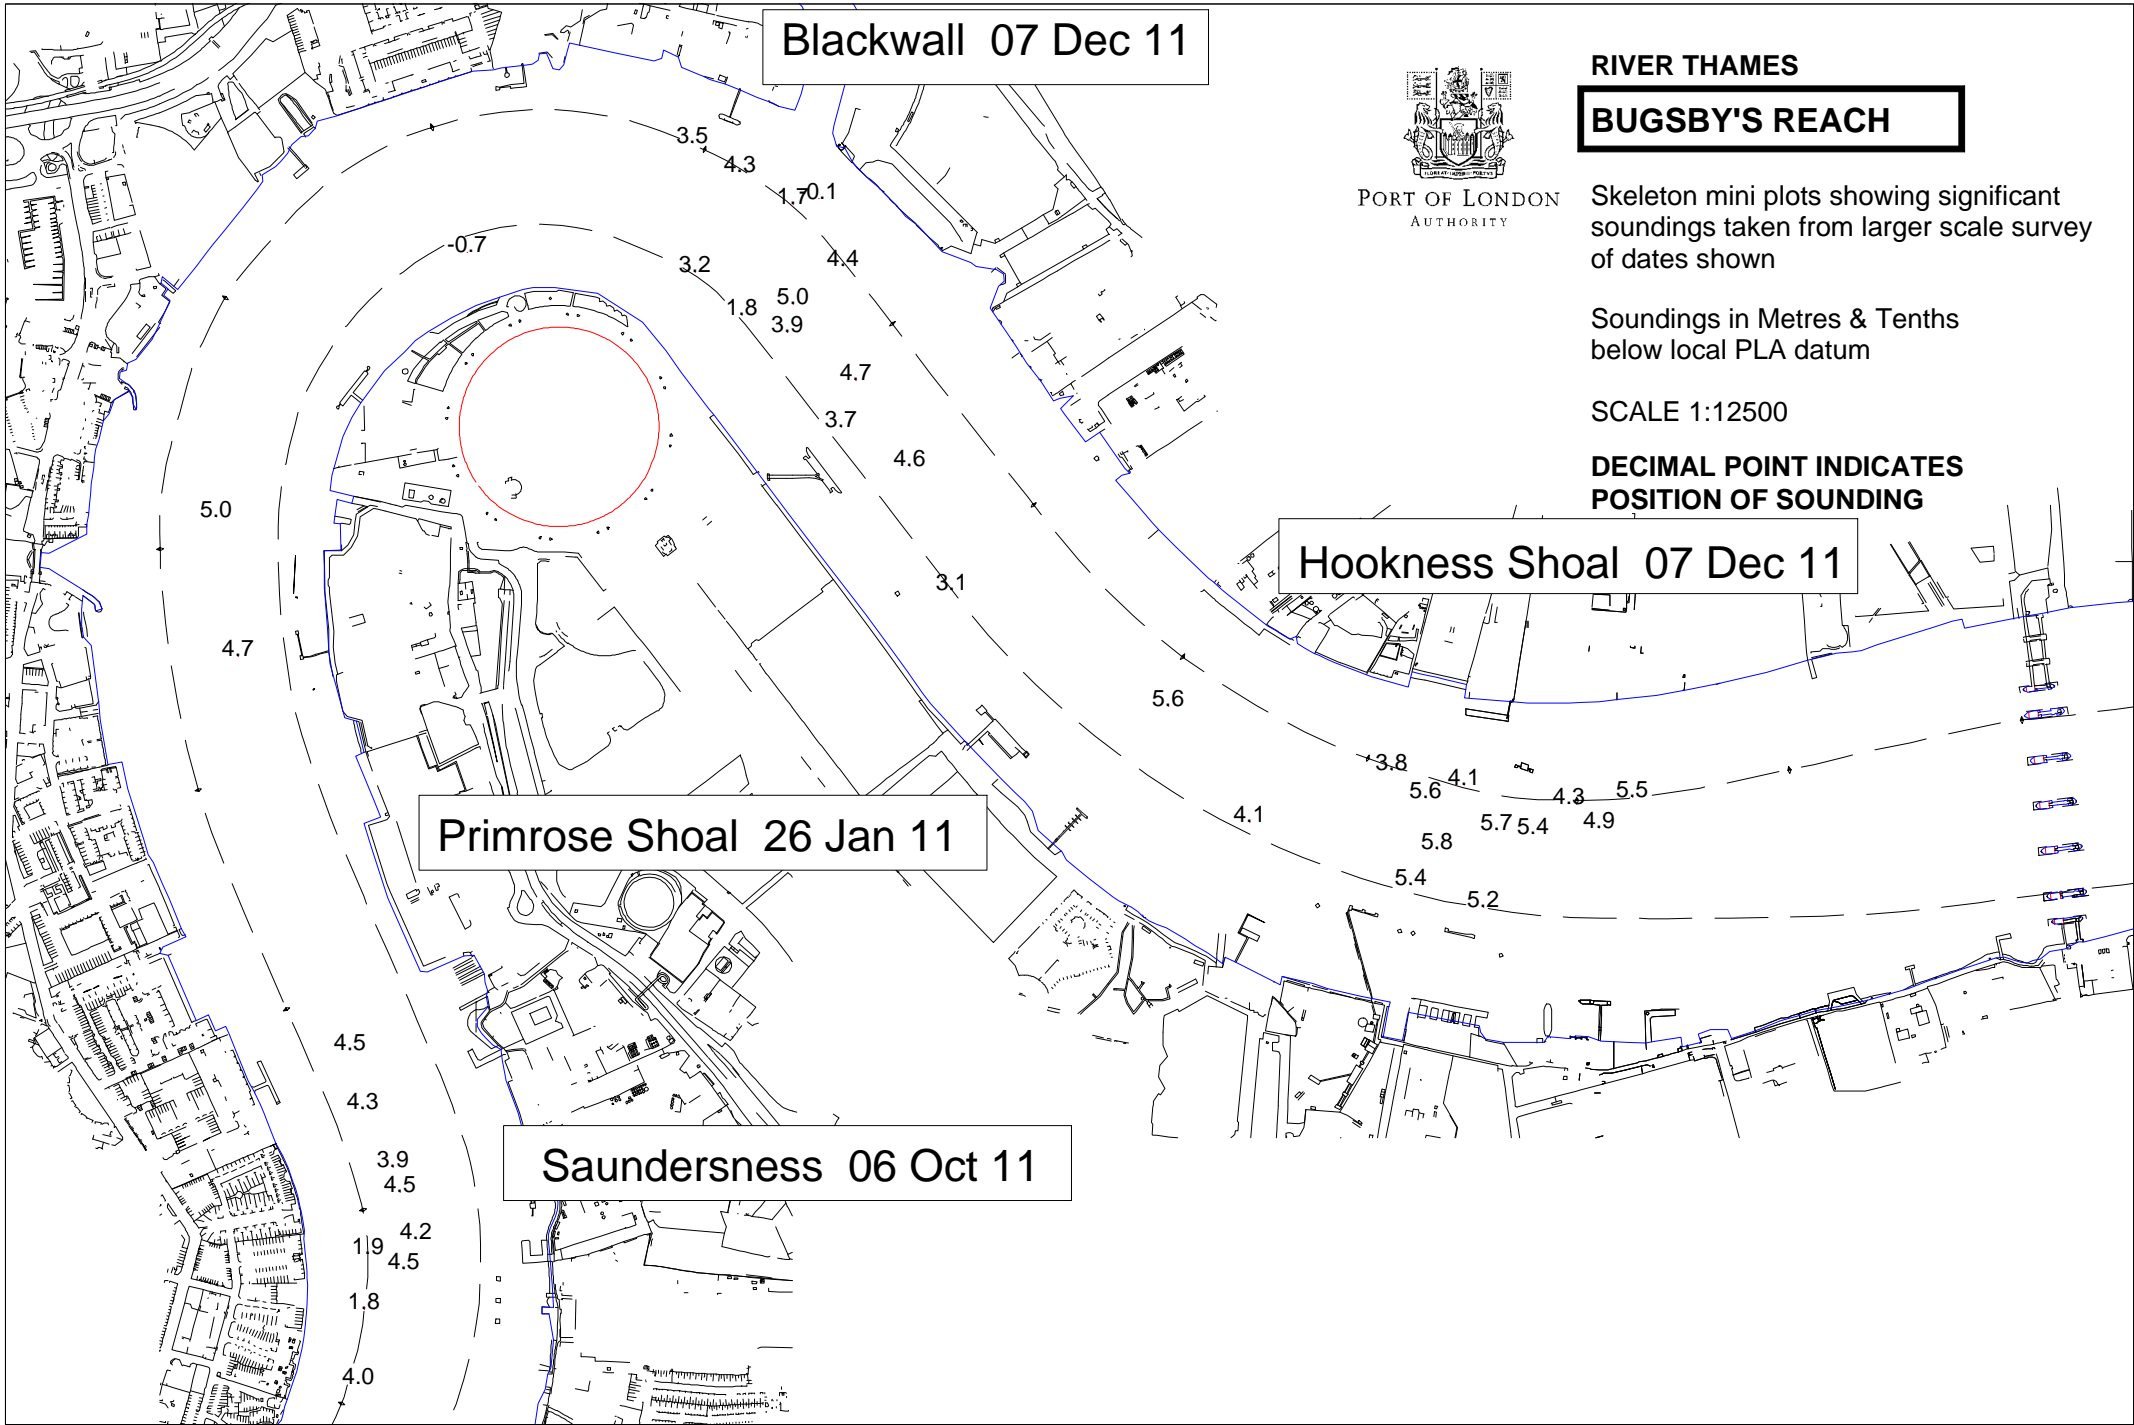 Blackwall 07 Dec 11
RIVER THAMES
BUGSBY'S REACH
PORT OF LONDON
AUTHORITY
Skeleton mini plots showing significant
soundings taken from larger scale survey
of dates shown
Soundings in Metres & Tenths
below local PLA datum
SCALE 1:12500
DECIMAL POINT INDICATES
POSITION OF SOUNDING
3.5
4.3
1.7
-0.1
-0.7
3.2
4.4
1.8
5.0
3.9
4.7
3.7
4.6
5.0
Hookness Shoal 07 Dec 11
3.1
4.7
5.6
3.8
4.1
5.6
4.3
5.5
Primrose Shoal 26 Jan 11
4.1
5.7
5.4
4.9
5.8
5.4
5.2
4.5
4.3
Saundersness 06 Oct 11
3.9
4.5
4.2
1.9
4.5
1.8
4.0